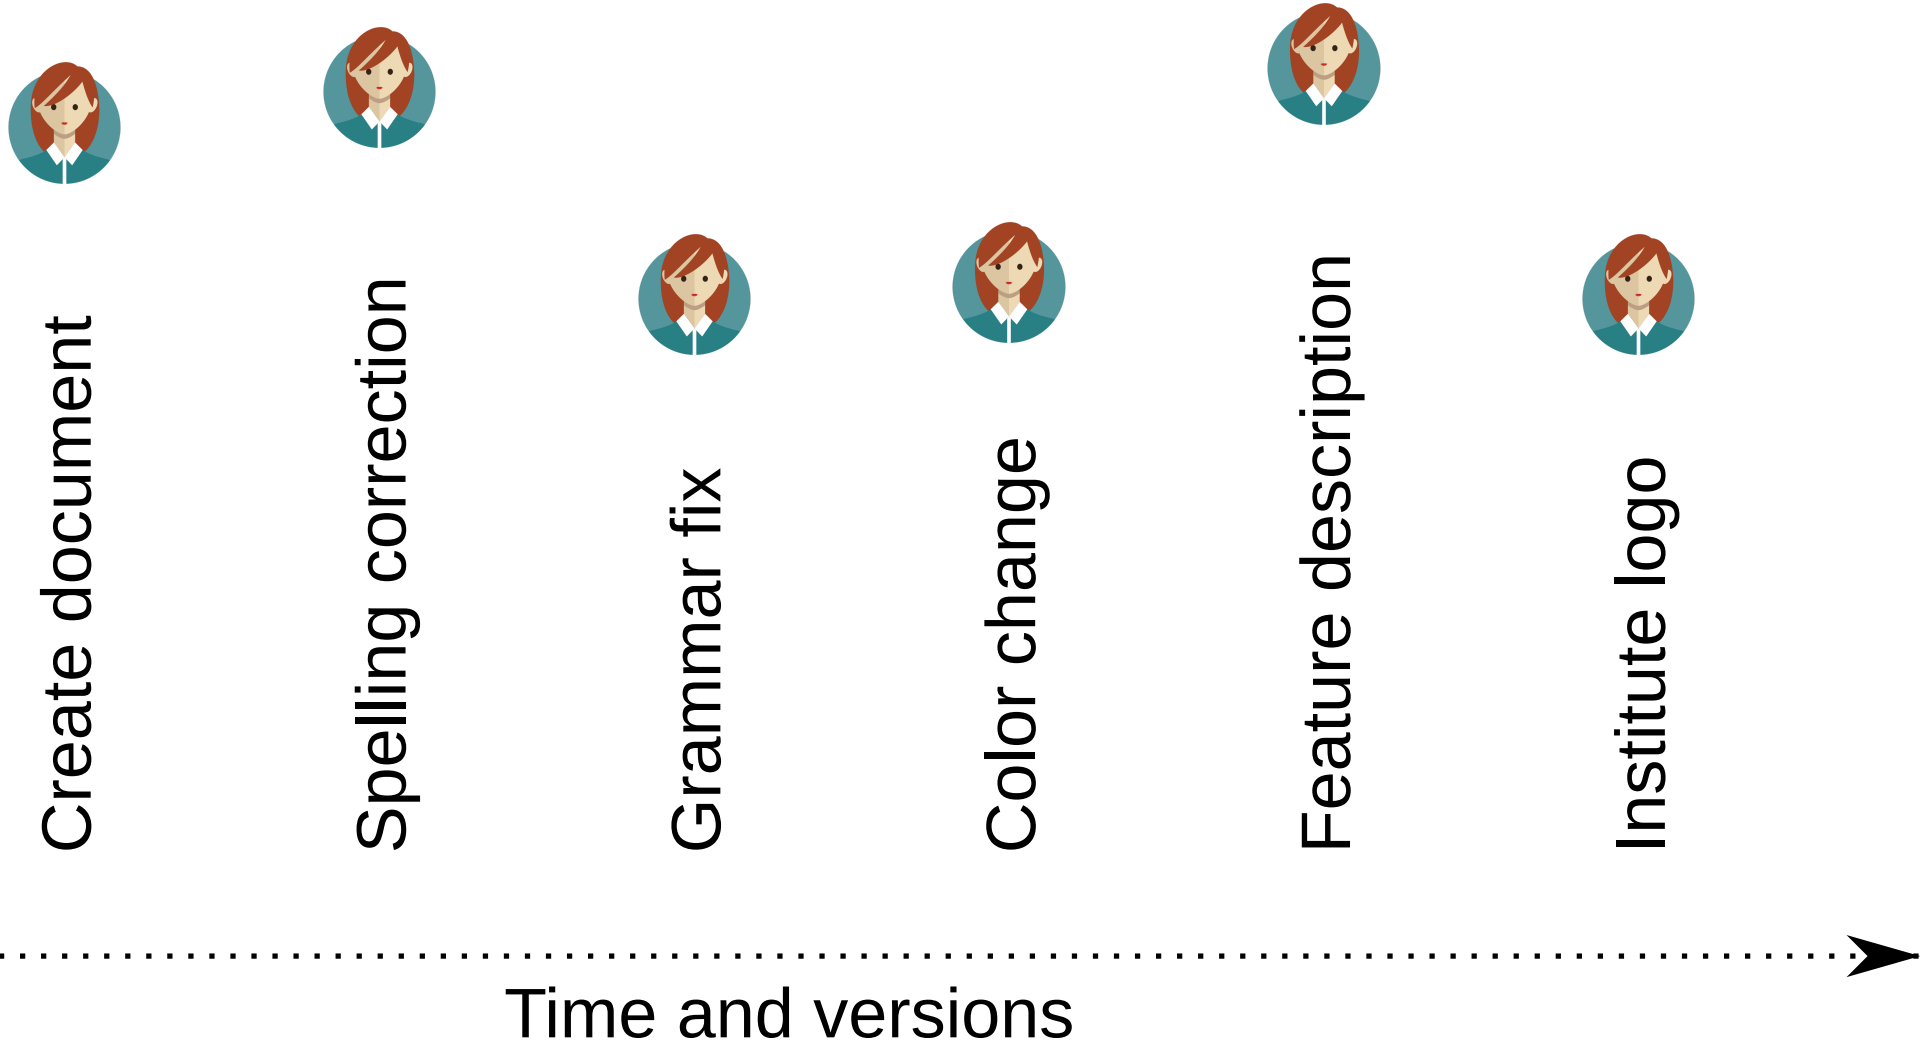 Create document
Spelling correction
Grammar fix
Color change
Feature description
Institute logo
Time and versions